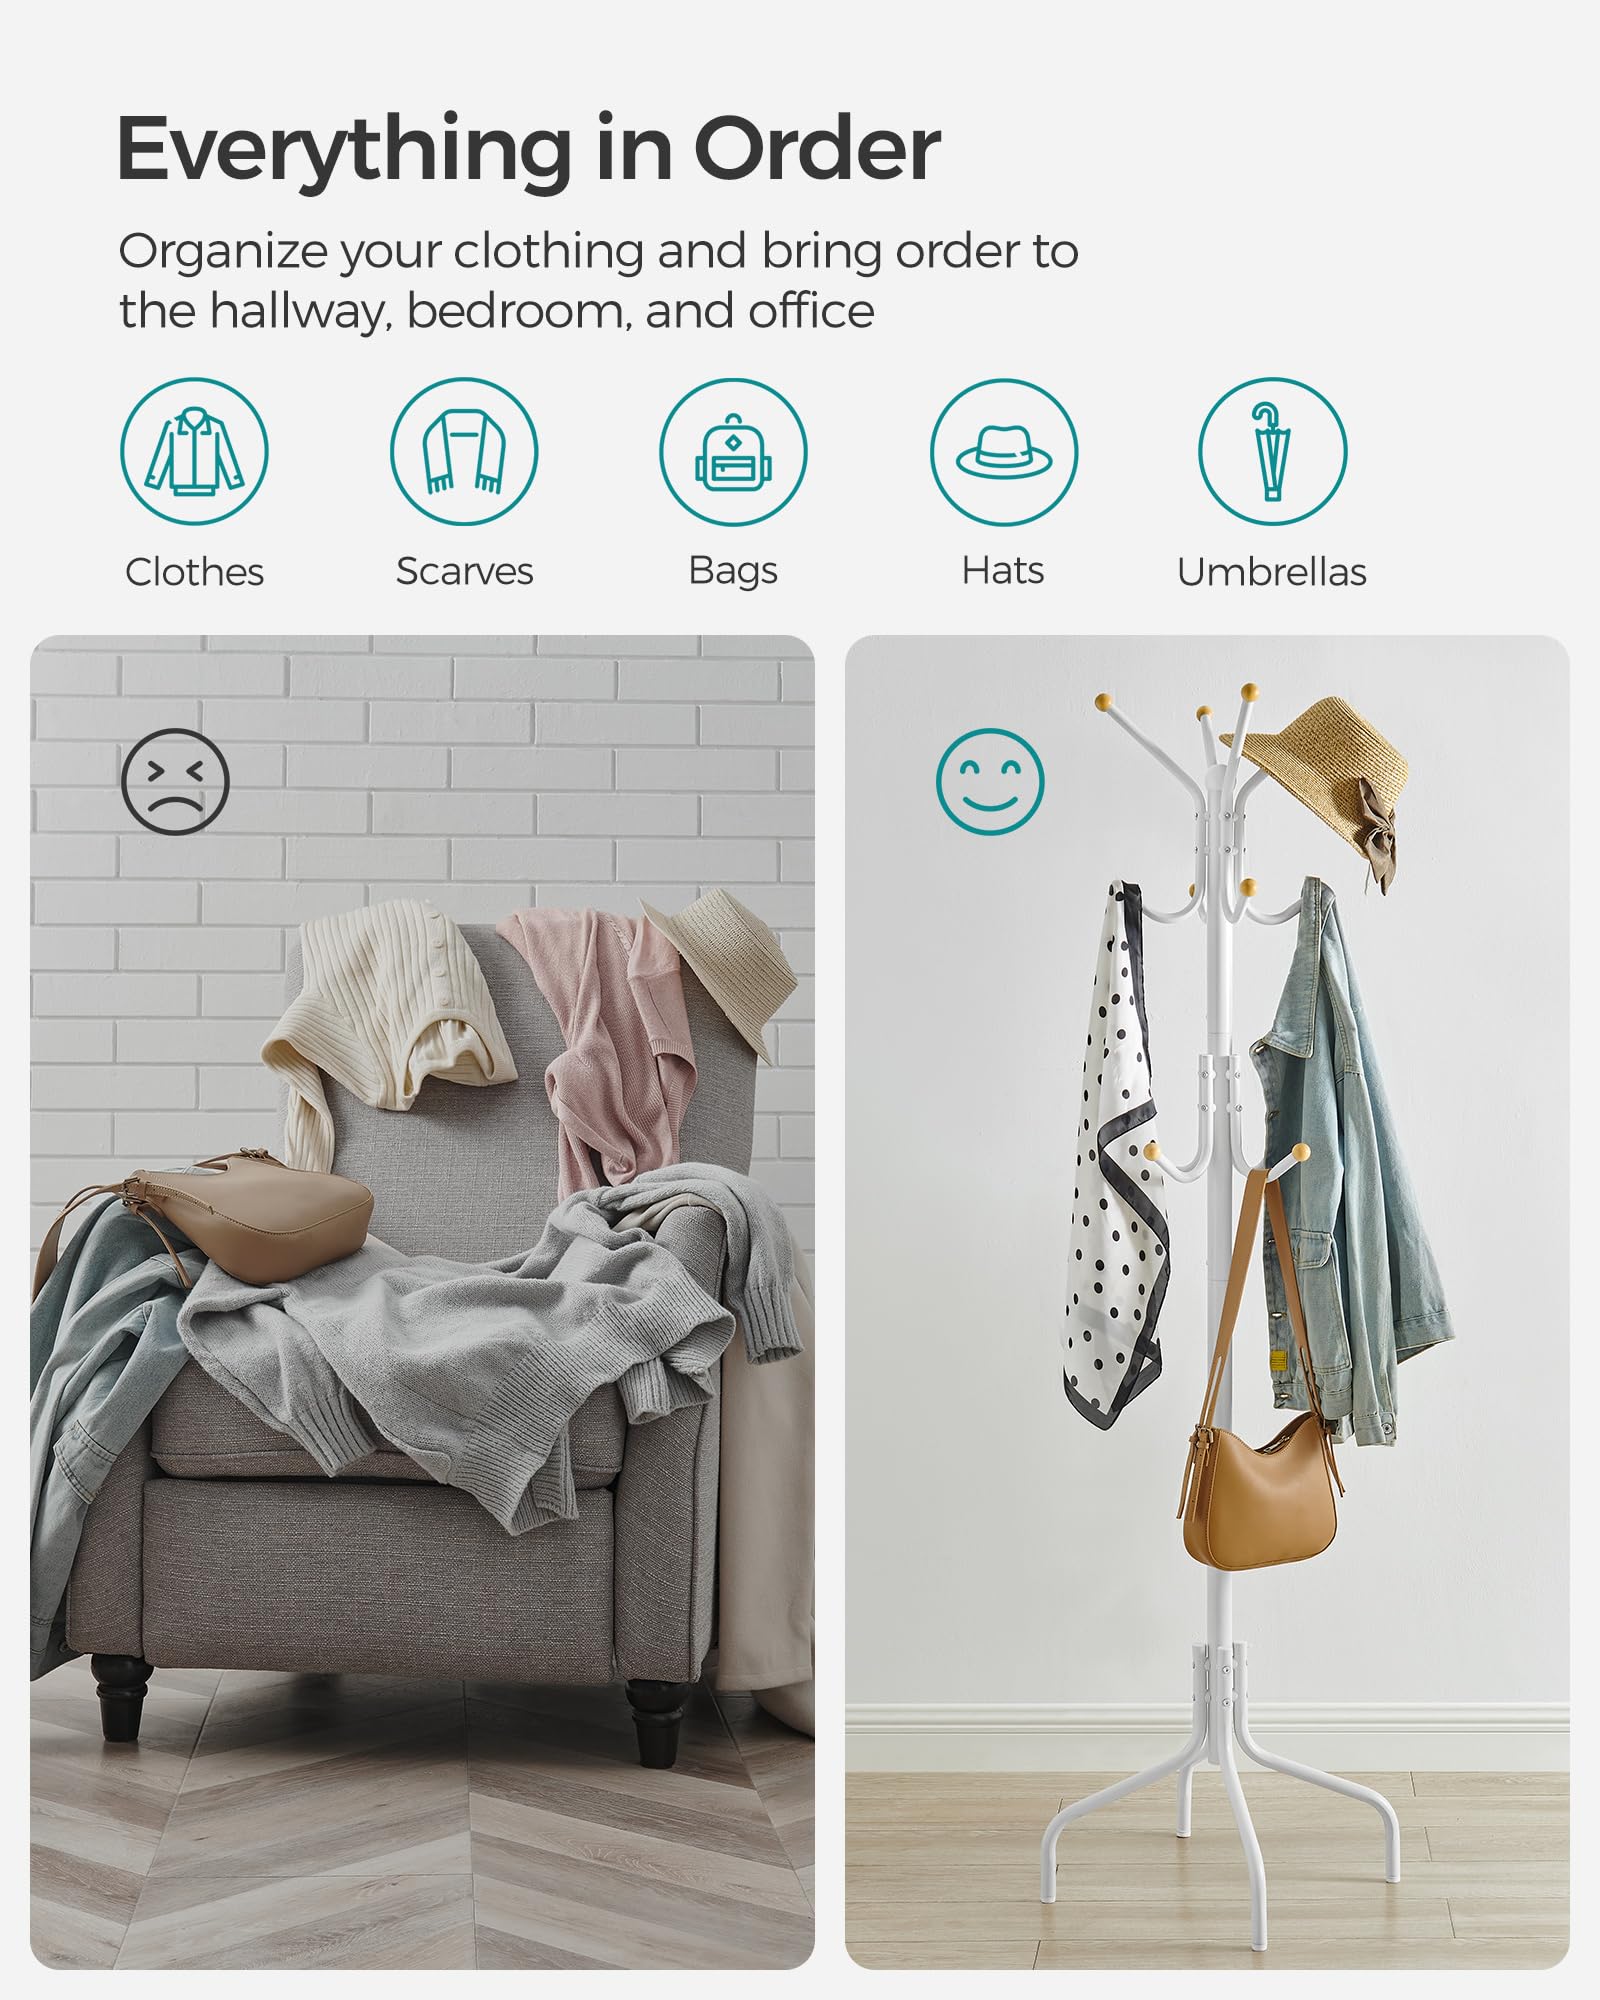 Everything in Order
Organize your clothing and bring order to
the hallway, bedroom, and office
Clothes
Scarves
Bags
Hats
Umbrellas